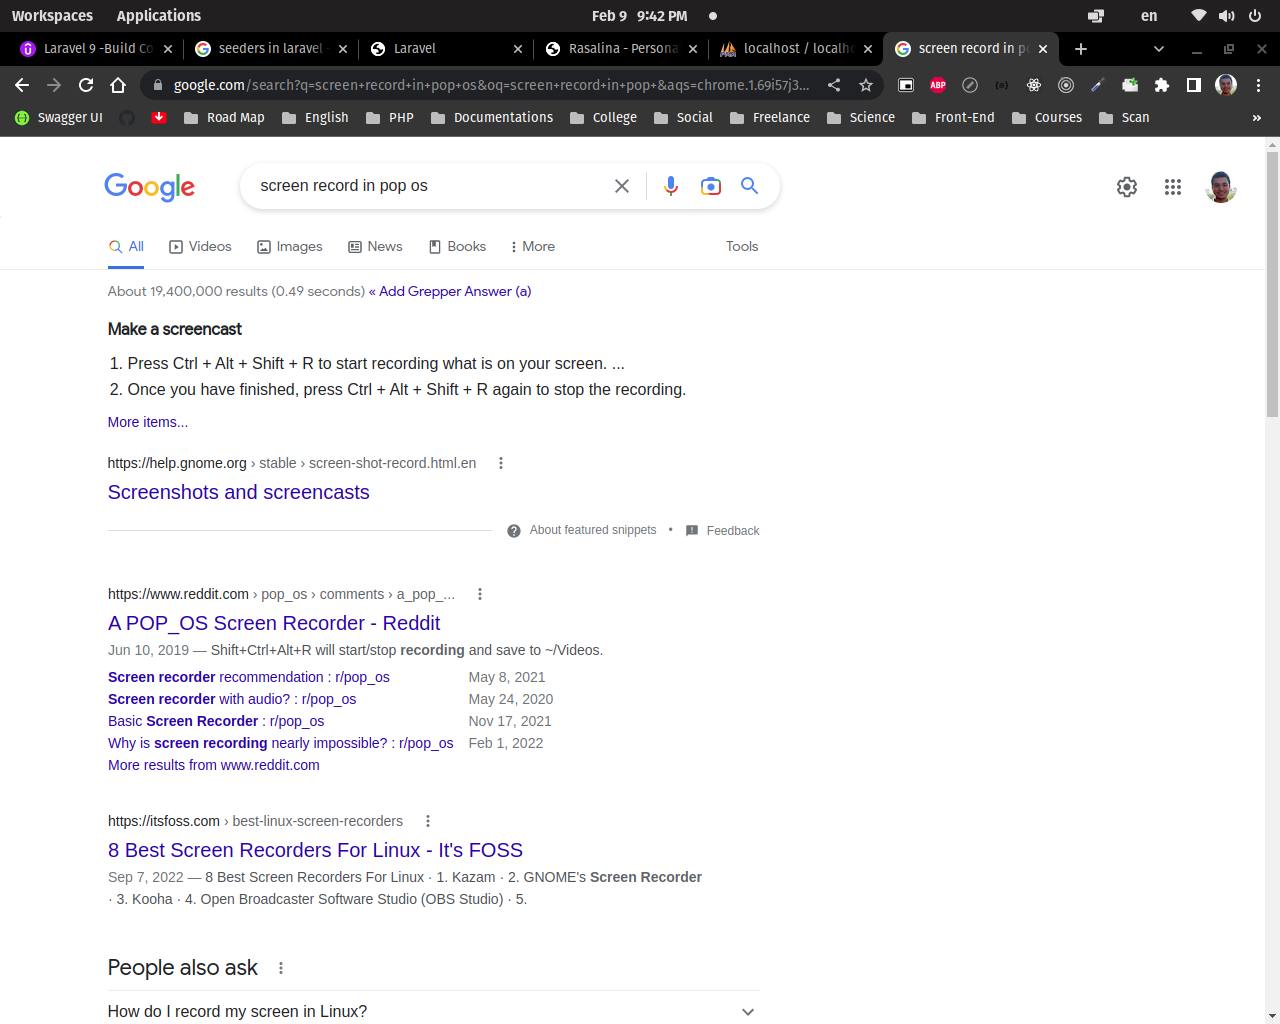 Workspaces Applications Feb 9 9:42 PM en
Laravel 9 -Build Co seeders in laravel - Laravel Rasalina - Persona localhost / localho screen record in po
google.com/search?q=screen+record+in+pop+os&oq=screen+record+in+pop+&aqs=chrome.1.69i57j3... ABP
Swagger UI Road Map English PHP Documentations College Social Freelance Science Front-End Courses Scan »
Google screen record in pop os
All Videos Images News Books More Tools
About 19,400,000 results (0.49 seconds) « Add Grepper Answer (a)
Make a screencast
1. Press Ctrl + Alt + Shift + R to start recording what is on your screen. ...
2. Once you have finished, press Ctrl + Alt + Shift + R again to stop the recording.
More items...
https://help.gnome.org › stable › screen-shot-record.html.en
Screenshots and screencasts
About featured snippets • Feedback
https://www.reddit.com › pop_os › comments › a_pop_...
A POP_OS Screen Recorder - Reddit
Jun 10, 2019 — Shift+Ctrl+Alt+R will start/stop recording and save to ~/Videos.
Screen recorder recommendation : r/pop_os May 8, 2021
Screen recorder with audio? : r/pop_os May 24, 2020
Basic Screen Recorder : r/pop_os Nov 17, 2021
Why is screen recording nearly impossible? : r/pop_os Feb 1, 2022
More results from www.reddit.com
https://itsfoss.com › best-linux-screen-recorders
8 Best Screen Recorders For Linux - It's FOSS
Sep 7, 2022 — 8 Best Screen Recorders For Linux · 1. Kazam · 2. GNOME's Screen Recorder
· 3. Kooha · 4. Open Broadcaster Software Studio (OBS Studio) · 5.
People also ask
How do I record my screen in Linux?